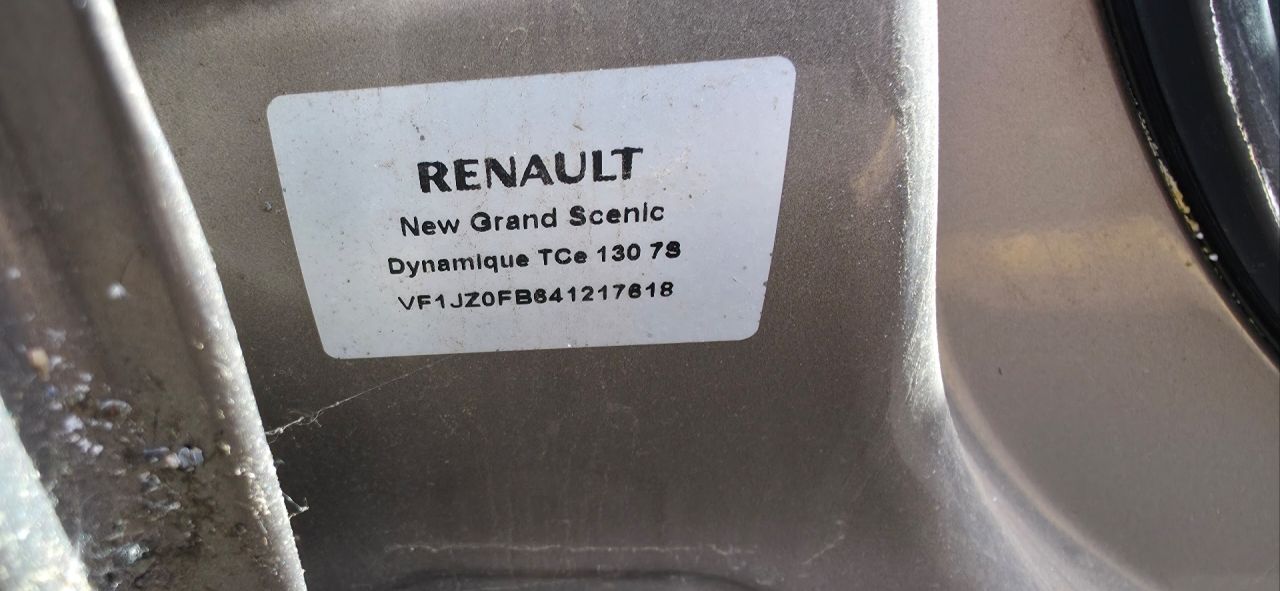 RENAULT
New Grand Scenic
Dynamique TCe 130 7S
VF1JZ0FB641217618